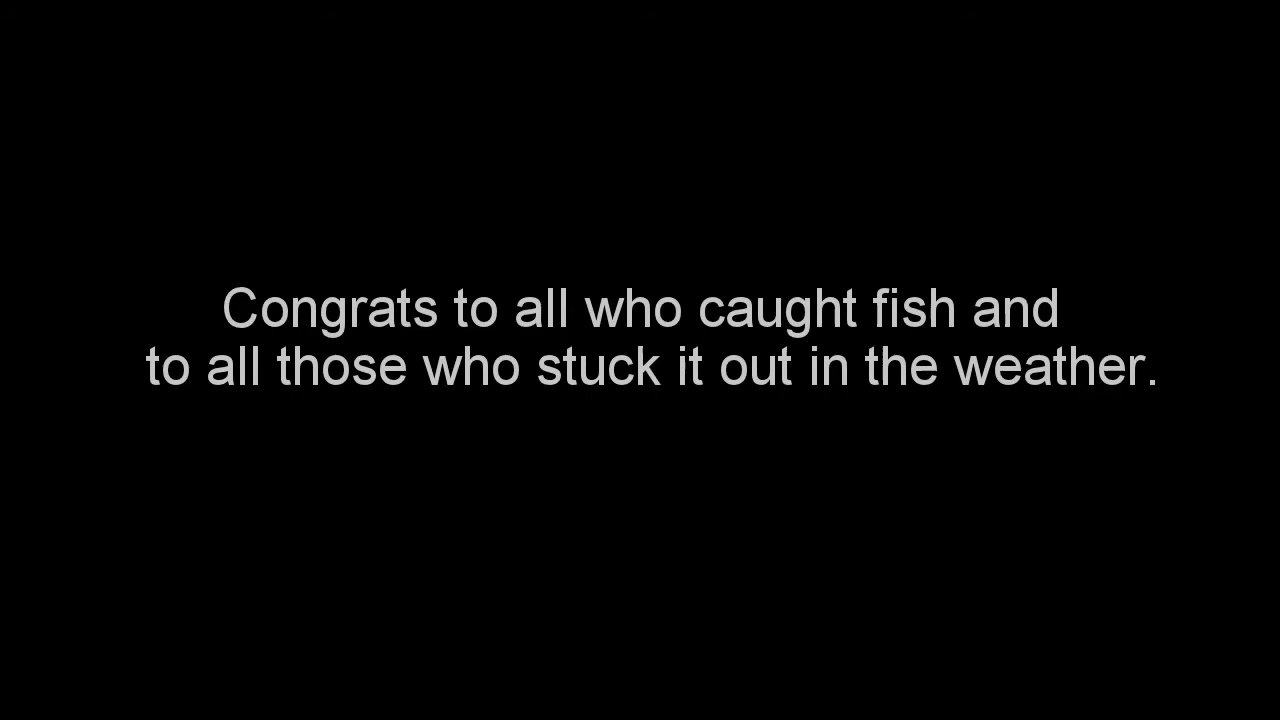 Congrats to all who caught fish and
to all those who stuck it out in the weather.